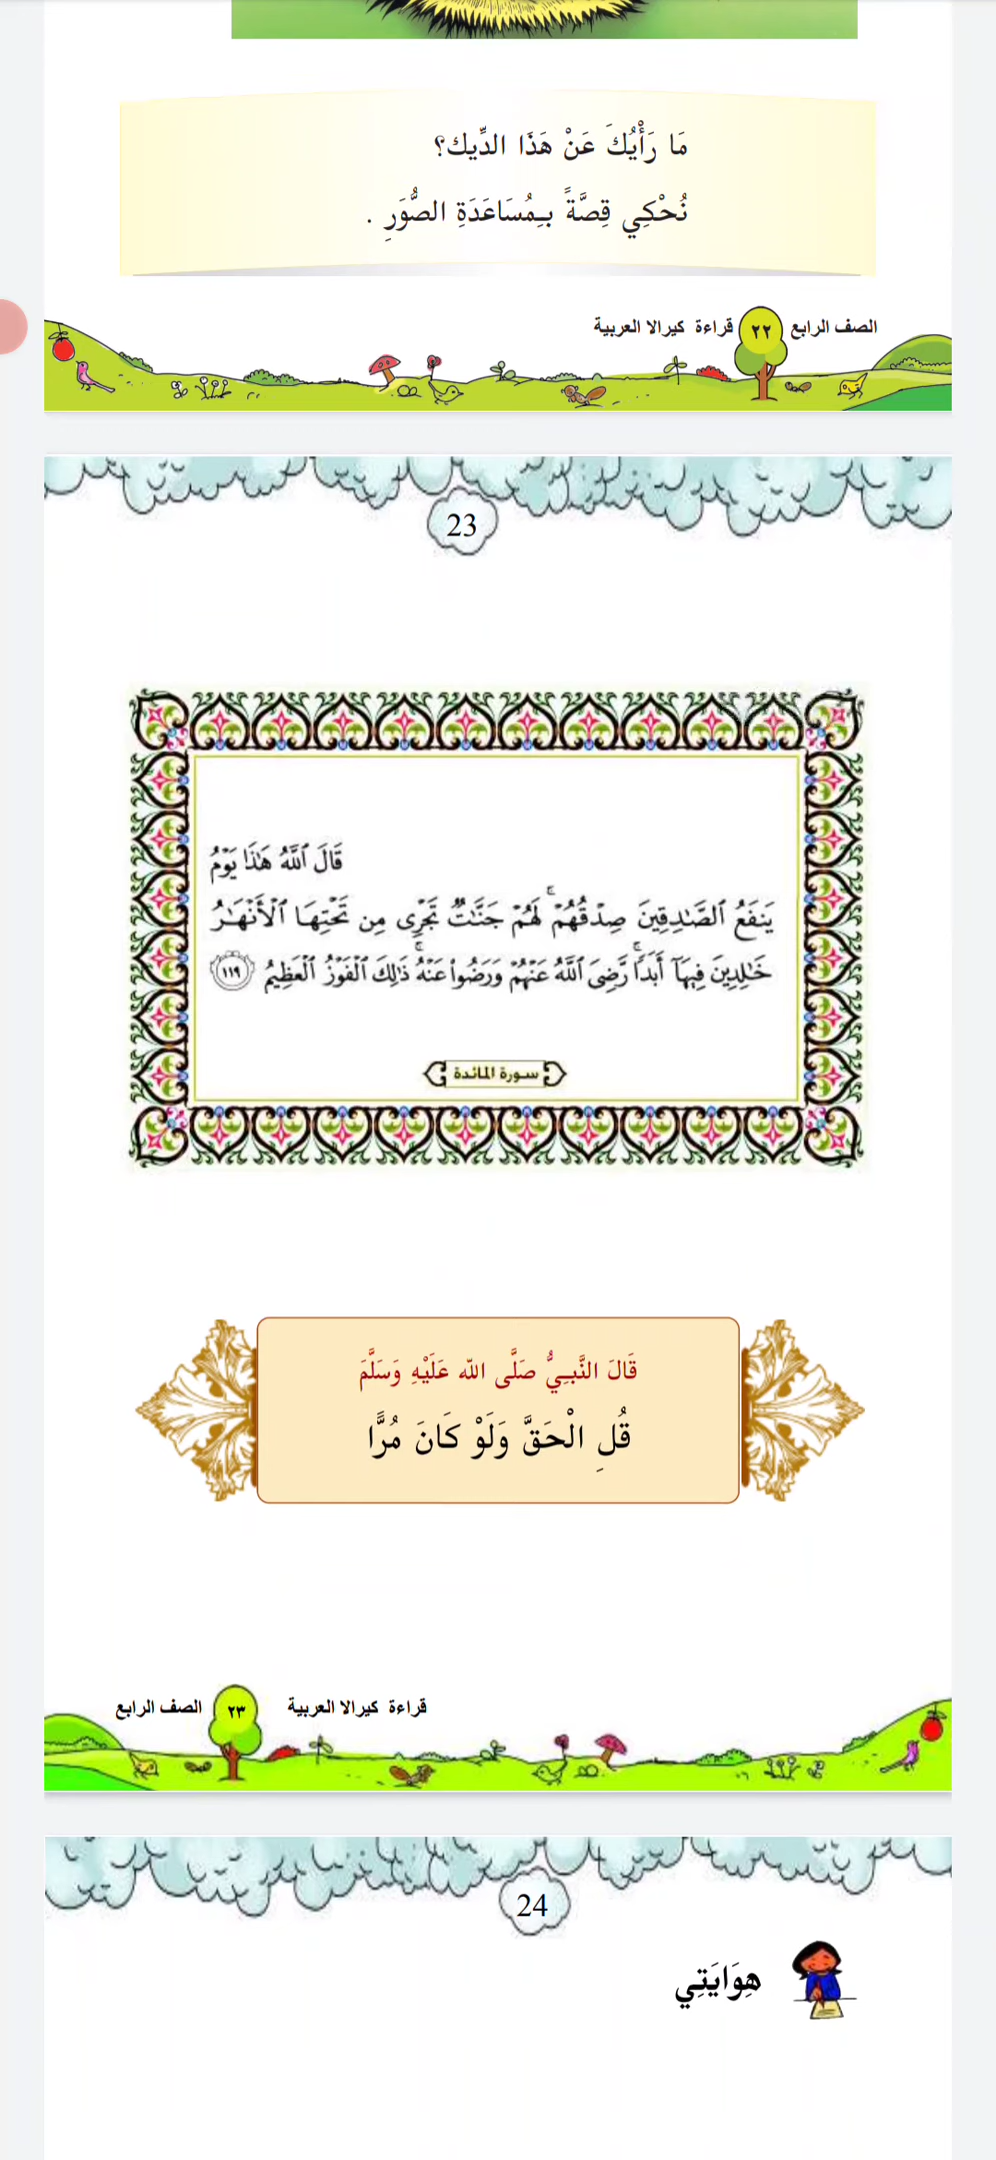 مَا رَأْيُكَ عَنْ هَذَا الدِّيك؟
نُحْكِي قِصَّةً بِمُسَاعَدَةِ الصُّوَرِ .
الصف الرابع ٢٢ قراءة كيرالا العربية
23
قَالَ ٱللَّهُ هَٰذَا يَوۡمُ
يَنفَعُ ٱلصَّٰدِقِينَ صِدۡقُهُمۡۚ لَهُمۡ جَنَّٰتٞ تَجۡرِي مِن تَحۡتِهَا ٱلۡأَنۡهَٰرُ
خَٰلِدِينَ فِيهَآ أَبَدٗاۚ رَّضِيَ ٱللَّهُ عَنۡهُمۡ وَرَضُواْ عَنۡهُۚ ذَٰلِكَ ٱلۡفَوۡزُ ٱلۡعَظِيمُ ١١٩
سورة المائدة
قَالَ النَّبِيُّ صَلَّى اللّه عَلَيْهِ وَسَلَّمَ
قُلِ الْحَقَّ وَلَوْ كَانَ مُرًّا
قراءة كيرالا العربية ٢٣ الصف الرابع
24
هِوَايَتِي